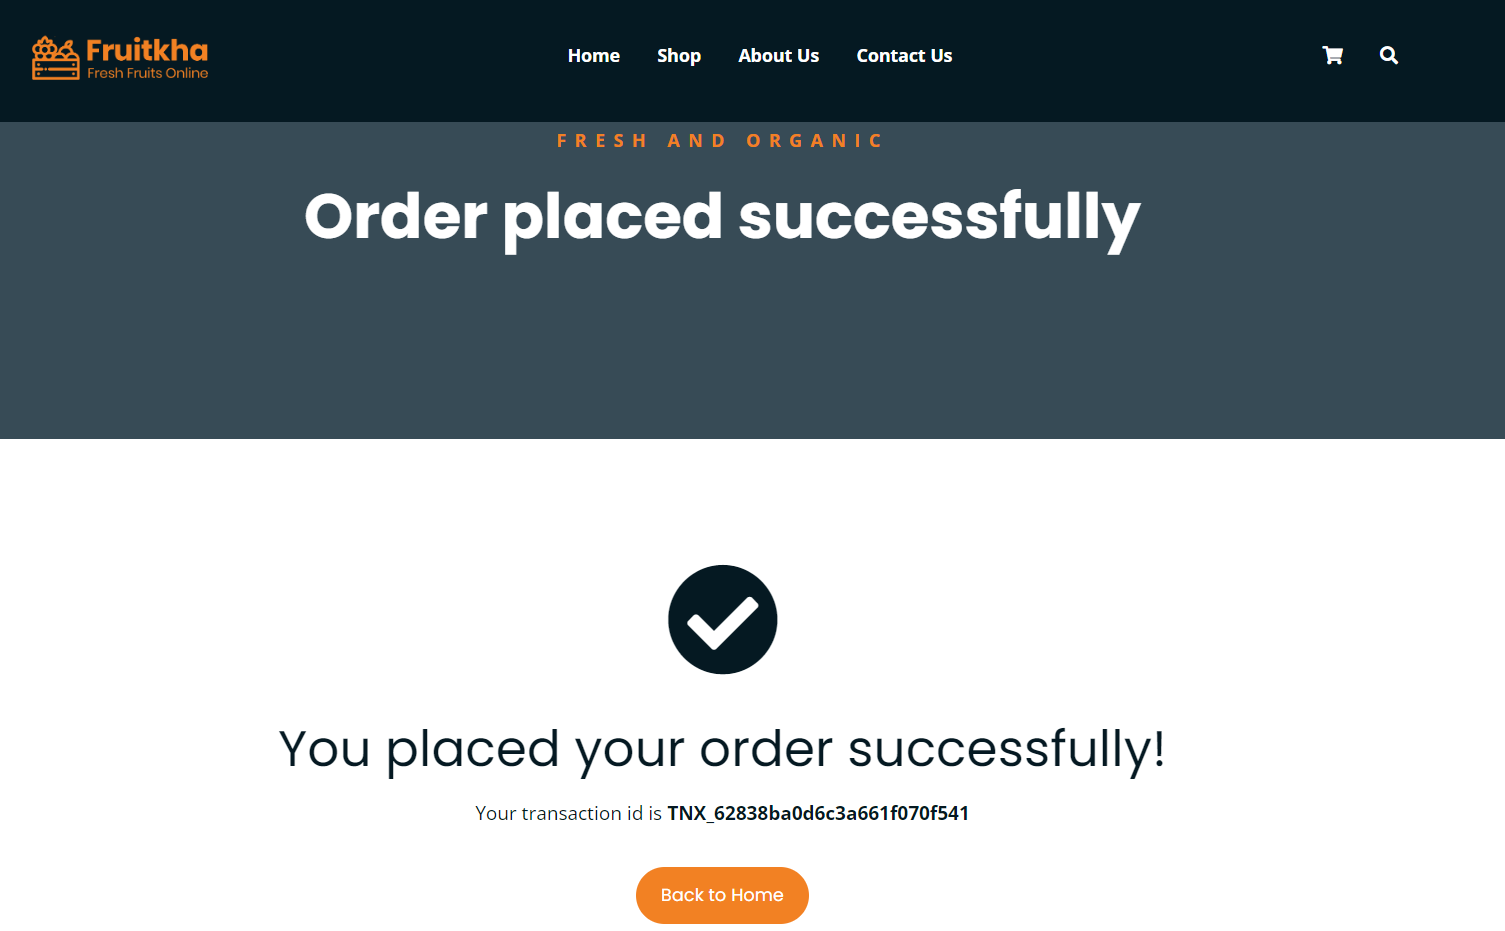 Fruitkha
Fresh Fruits Online
Home Shop About Us Contact Us
FRESH AND ORGANIC
Order placed successfully
You placed your order successfully!
Your transaction id is TNX_62838ba0d6c3a661f070f541
Back to Home